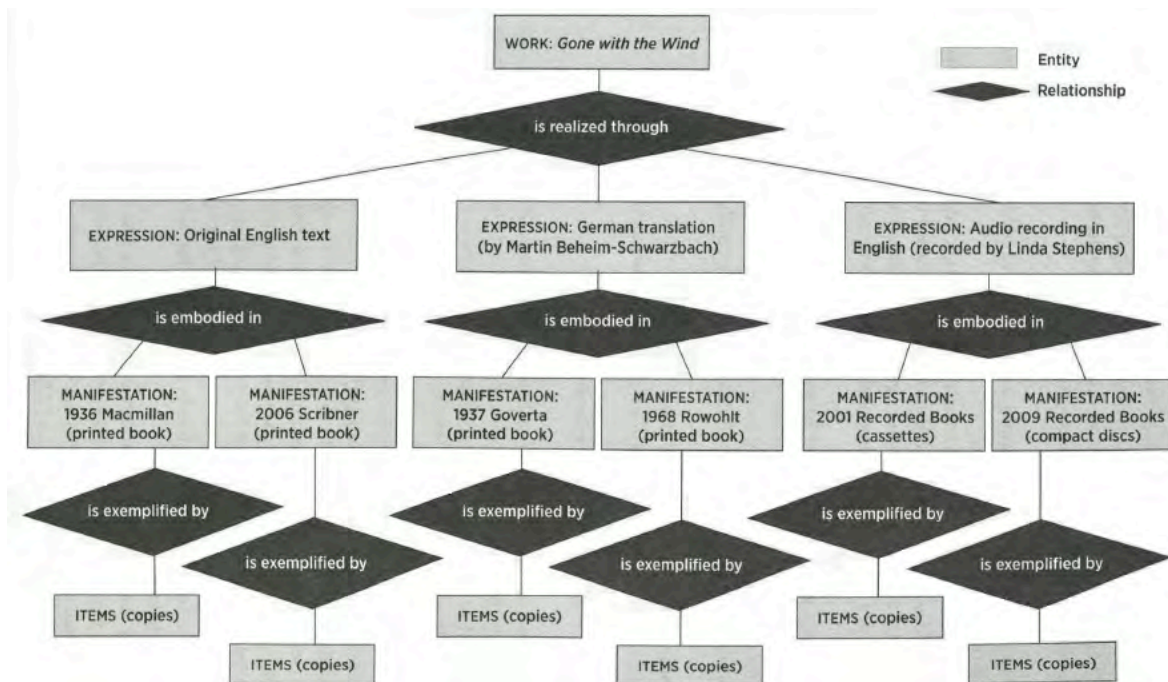 WORK: Gone with the Wind
Entity
Relationship
is realized through
EXPRESSION: Original English text
EXPRESSION: German translation
(by Martin Beheim-Schwarzbach)
EXPRESSION: Audio recording in
English (recorded by Linda Stephens)
is embodied in
is embodied in
is embodied in
MANIFESTATION:
1936 Macmillan
(printed book)
MANIFESTATION:
2006 Scribner
(printed book)
MANIFESTATION:
1937 Goverta
(printed book)
MANIFESTATION:
1968 Rowohlt
(printed book)
MANIFESTATION:
2001 Recorded Books
(cassettes)
MANIFESTATION:
2009 Recorded Books
(compact discs)
is exemplified by
is exemplified by
is exemplified by
is exemplified by
is exemplified by
is exemplified by
ITEMS (copies)
ITEMS (copies)
ITEMS (copies)
ITEMS (copies)
ITEMS (copies)
ITEMS (copies)